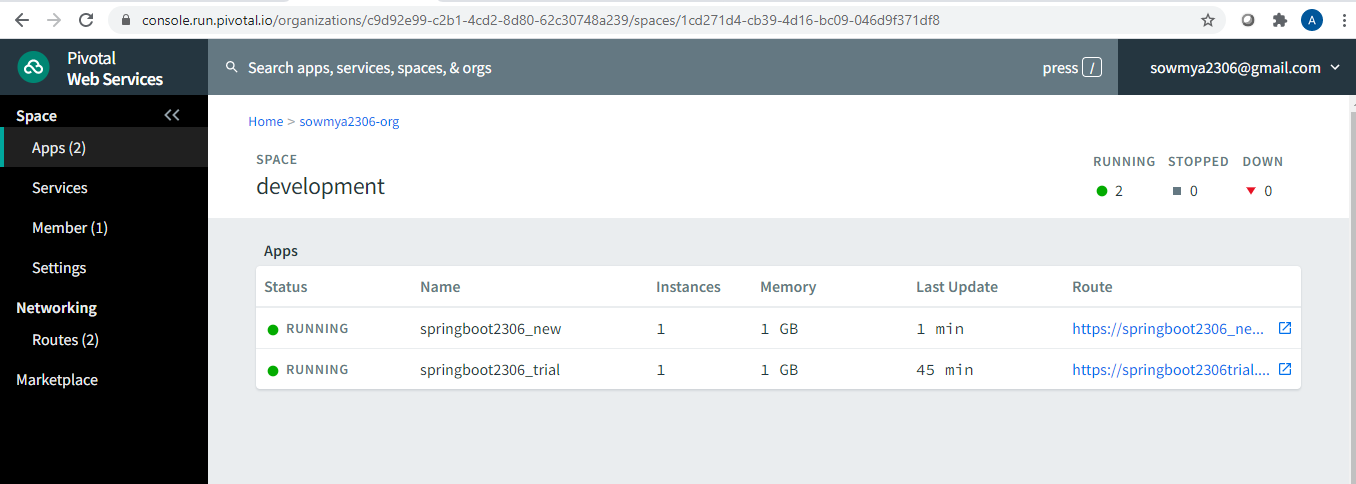 console.run.pivotal.io/organizations/c9d92e99-c2b1-4cd2-8d80-62c30748a239/spaces/1cd271d4-cb39-4d16-bc09-046d9f371df8
A
Pivotal
Web Services
Search apps, services, spaces, & orgs
press /
sowmya2306@gmail.com
Space
Apps (2)
Services
Member (1)
Settings
Networking
Routes (2)
Marketplace
Home > sowmya2306-org
SPACE
development
RUNNING STOPPED DOWN
2 0 0
Apps
Status Name Instances Memory Last Update Route
RUNNING springboot2306_new 1 1 GB 1 min https://springboot2306_ne...
RUNNING springboot2306_trial 1 1 GB 45 min https://springboot2306trial....